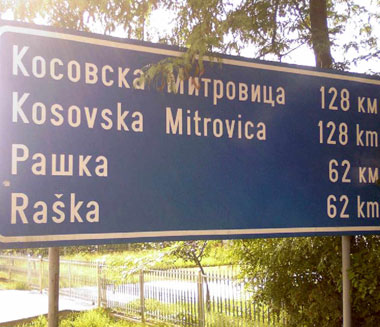 Косовска Митровица 128 км
Kosovska Mitrovica 128 km
Рашка 62 км
Raška 62 km